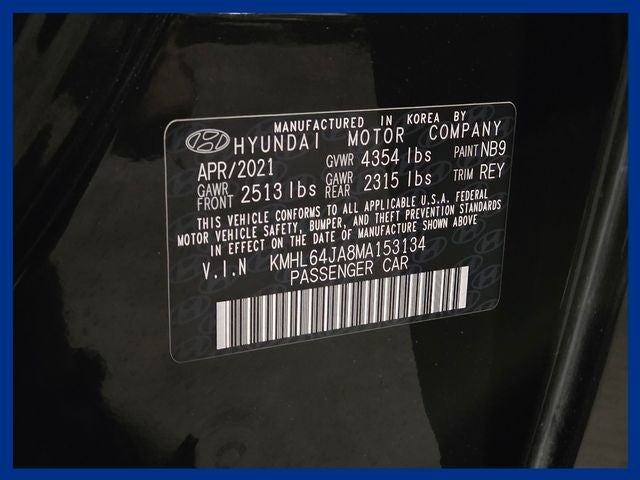 MANUFACTURED IN KOREA BY
HYUNDAI MOTOR COMPANY
APR/2021 GVWR 4354 lbs PAINT NB9
GAWR FRONT 2513 lbs GAWR REAR 2315 lbs TRIM REY
THIS VEHICLE CONFORMS TO ALL APPLICABLE U.S.A. FEDERAL
MOTOR VEHICLE SAFETY, BUMPER, AND THEFT PREVENTION STANDARDS
IN EFFECT ON THE DATE OF MANUFACTURE SHOWN ABOVE
V.I.N KMHL64JA8MA153134
PASSENGER CAR